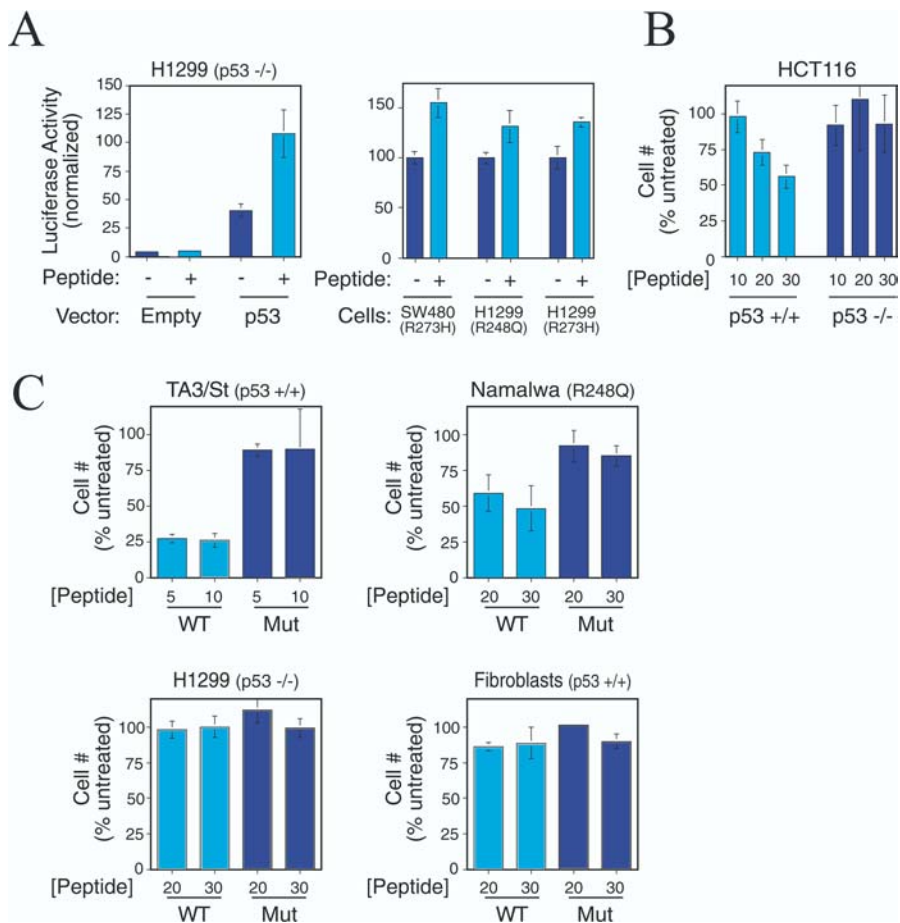 A
H1299 (p53 -/-)
Luciferase Activity
(normalized)
150
125
100
75
50
25
0
Peptide: - + - +
Vector: Empty p53
150
100
50
0
Peptide: - + - + - +
Cells: SW480 H1299 H1299
(R273H) (R248Q) (R273H)
B
HCT116
Cell #
(% untreated)
100
75
50
25
0
[Peptide] 10 20 30 10 20 30
p53 +/+ p53 -/-
C
TA3/St (p53 +/+)
Cell #
(% untreated)
100
75
50
25
0
[Peptide] 5 10 5 10
WT Mut
Namalwa (R248Q)
Cell #
(% untreated)
100
75
50
25
0
[Peptide] 20 30 20 30
WT Mut
H1299 (p53 -/-)
Cell #
(% untreated)
100
75
50
25
0
[Peptide] 20 30 20 30
WT Mut
Fibroblasts (p53 +/+)
Cell #
(% untreated)
100
75
50
25
0
[Peptide] 20 30 20 30
WT Mut